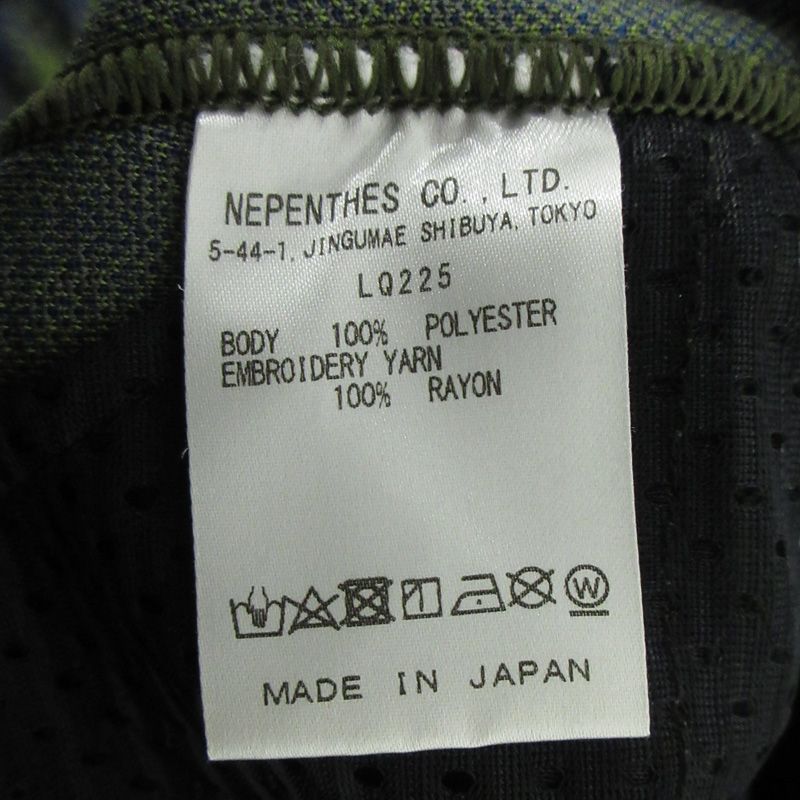 NEPENTHES CO.,LTD.
5-44-1, JINGUMAE SHIBUYA, TOKYO
LQ225
BODY 100% POLYESTER
EMBROIDERY YARN
100% RAYON
W
MADE IN JAPAN